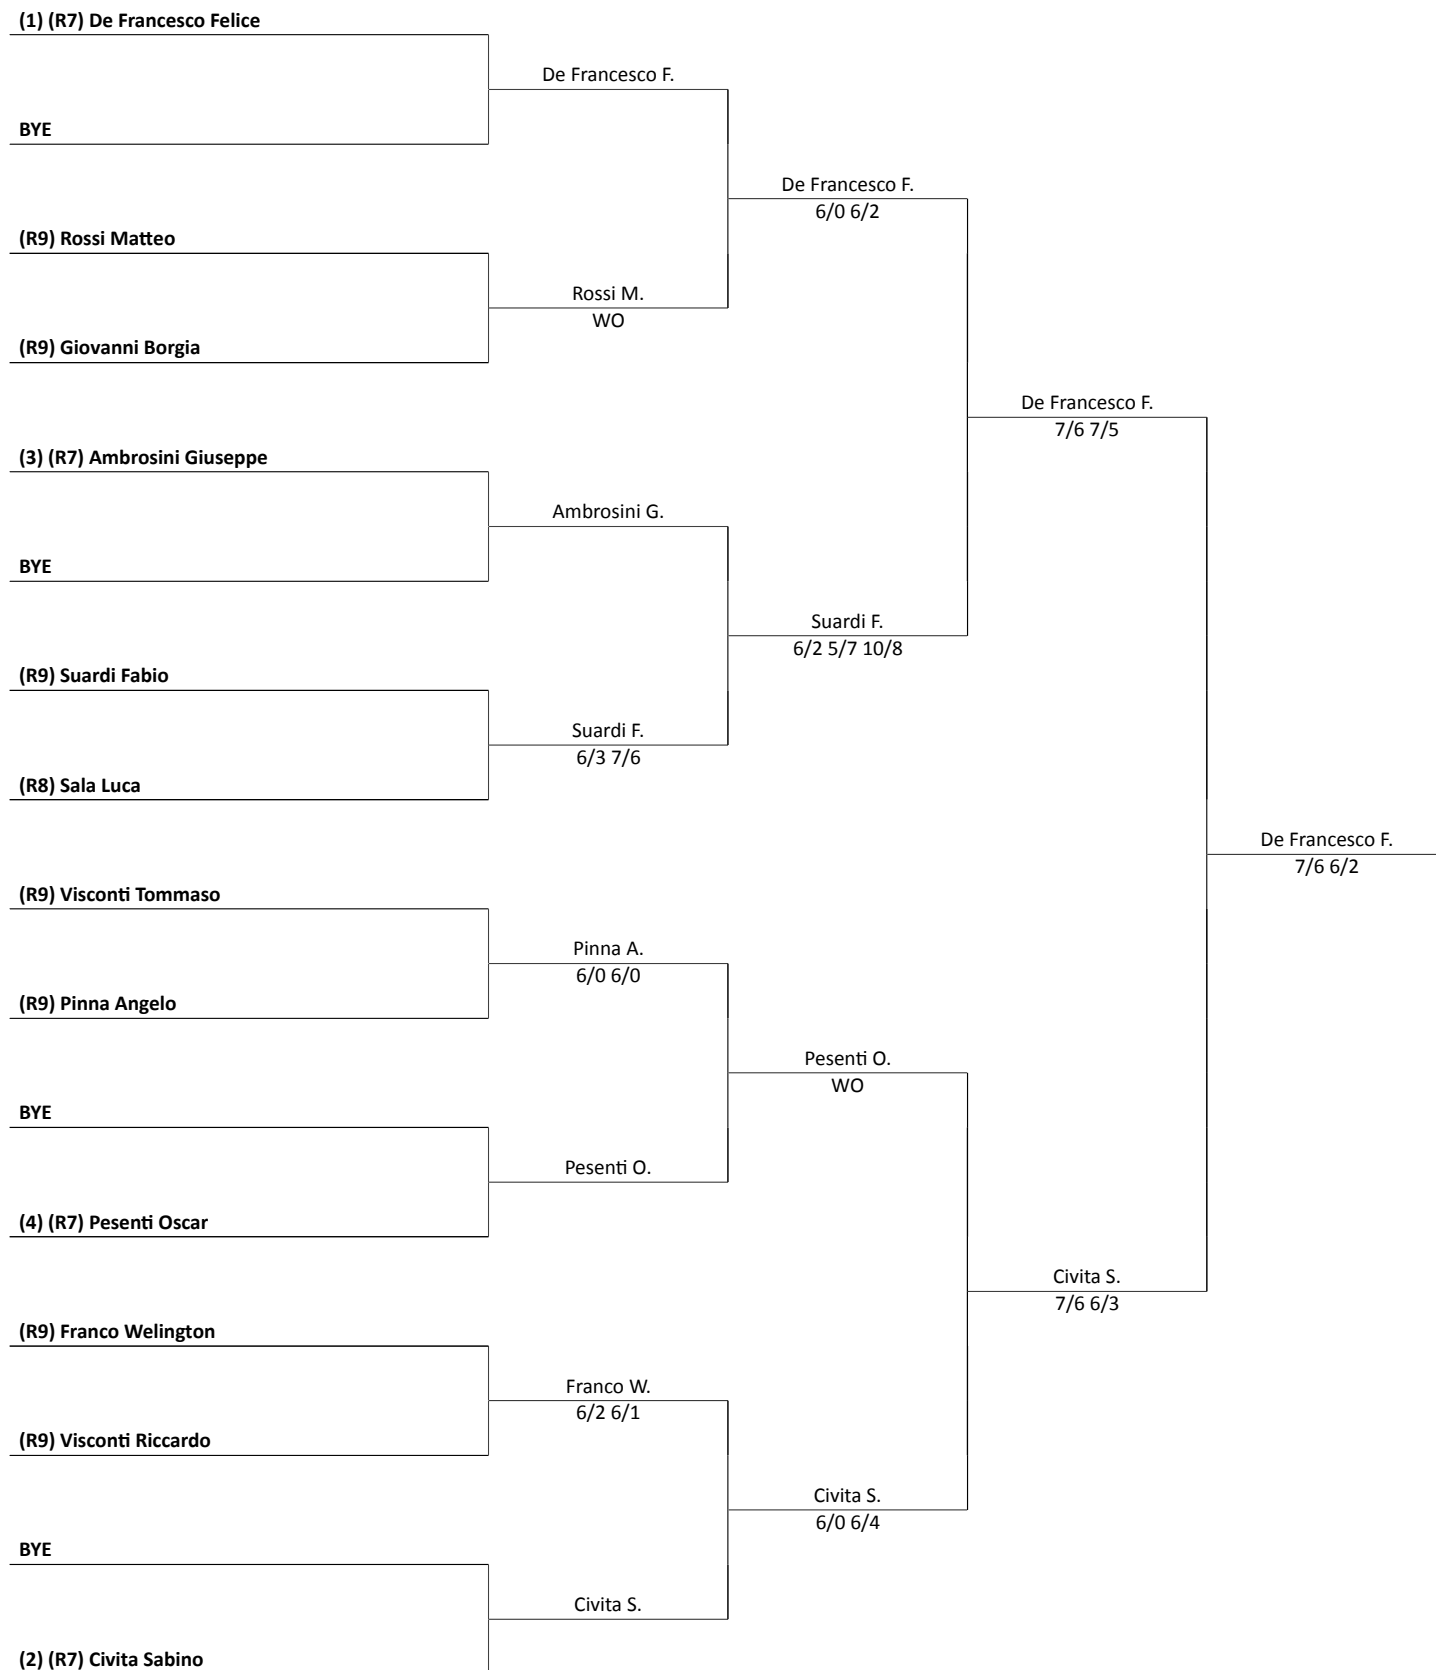 (1) (R7) De Francesco Felice
De Francesco F.
BYE
De Francesco F.
6/0 6/2
(R9) Rossi Matteo
Rossi M.
WO
(R9) Giovanni Borgia
De Francesco F.
7/6 7/5
(3) (R7) Ambrosini Giuseppe
Ambrosini G.
BYE
Suardi F.
6/2 5/7 10/8
(R9) Suardi Fabio
Suardi F.
6/3 7/6
(R8) Sala Luca
De Francesco F.
7/6 6/2
(R9) Visconti Tommaso
Pinna A.
6/0 6/0
(R9) Pinna Angelo
Pesenti O.
WO
BYE
Pesenti O.
(4) (R7) Pesenti Oscar
Civita S.
7/6 6/3
(R9) Franco Welington
Franco W.
6/2 6/1
(R9) Visconti Riccardo
Civita S.
6/0 6/4
BYE
Civita S.
(2) (R7) Civita Sabino